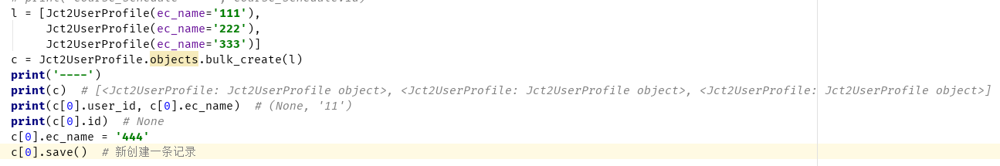 l = [Jct2UserProfile(ec_name='111'),
     Jct2UserProfile(ec_name='222'),
     Jct2UserProfile(ec_name='333')]
c = Jct2UserProfile.objects.bulk_create(l)
print('----')
print(c)  # [<Jct2UserProfile: Jct2UserProfile object>, <Jct2UserProfile: Jct2UserProfile object>, <Jct2UserProfile: Jct2UserProfile object>]
print(c[0].user_id, c[0].ec_name)  # (None, '11')
print(c[0].id)  # None
c[0].ec_name = '444'
c[0].save()  # 新创建一条记录